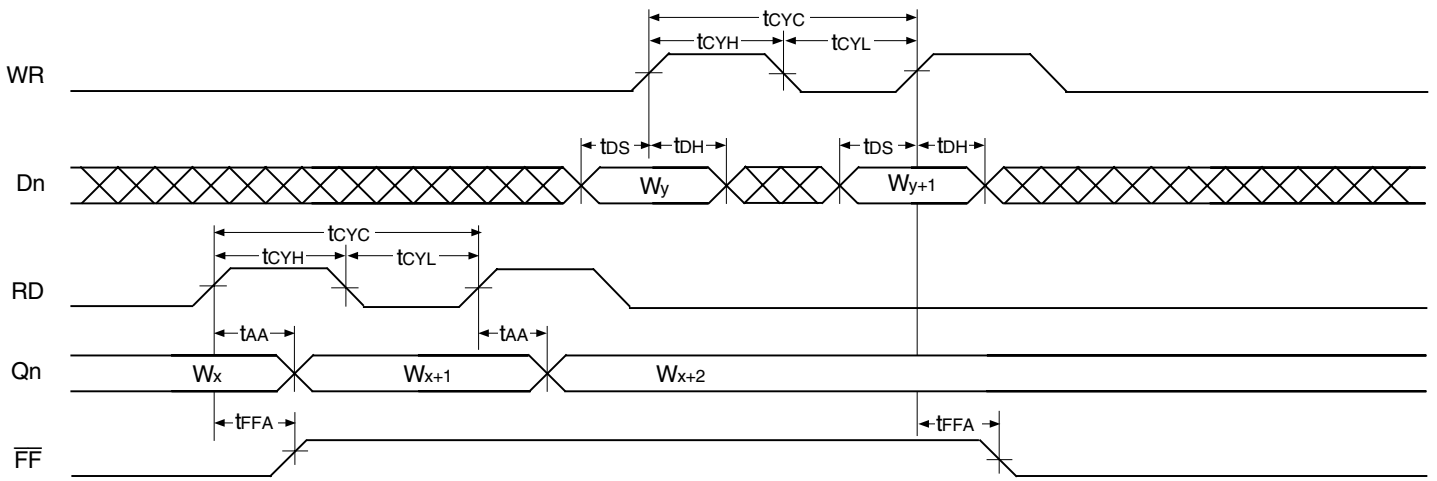 tCYC
tCYH tCYL
WR
tDS tDH tDS tDH
Dn Wy Wy+1
tCYC
tCYH tCYL
RD
tAA tAA
Qn Wx Wx+1 Wx+2
tFFA tFFA
F̅F̅